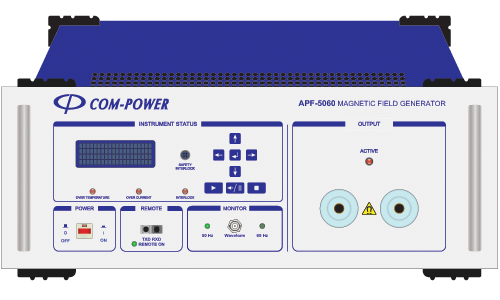 COM-POWER
APF-5060 MAGNETIC FIELD GENERATOR
INSTRUMENT STATUS
OUTPUT
SAFETY
INTERLOCK
ACTIVE
OVER TEMPERATURE
OVER CURRENT
INTERLOCK
POWER
REMOTE
MONITOR
O
I
OFF
ON
TXD RXD
REMOTE ON
50 Hz
Waveform
60 Hz